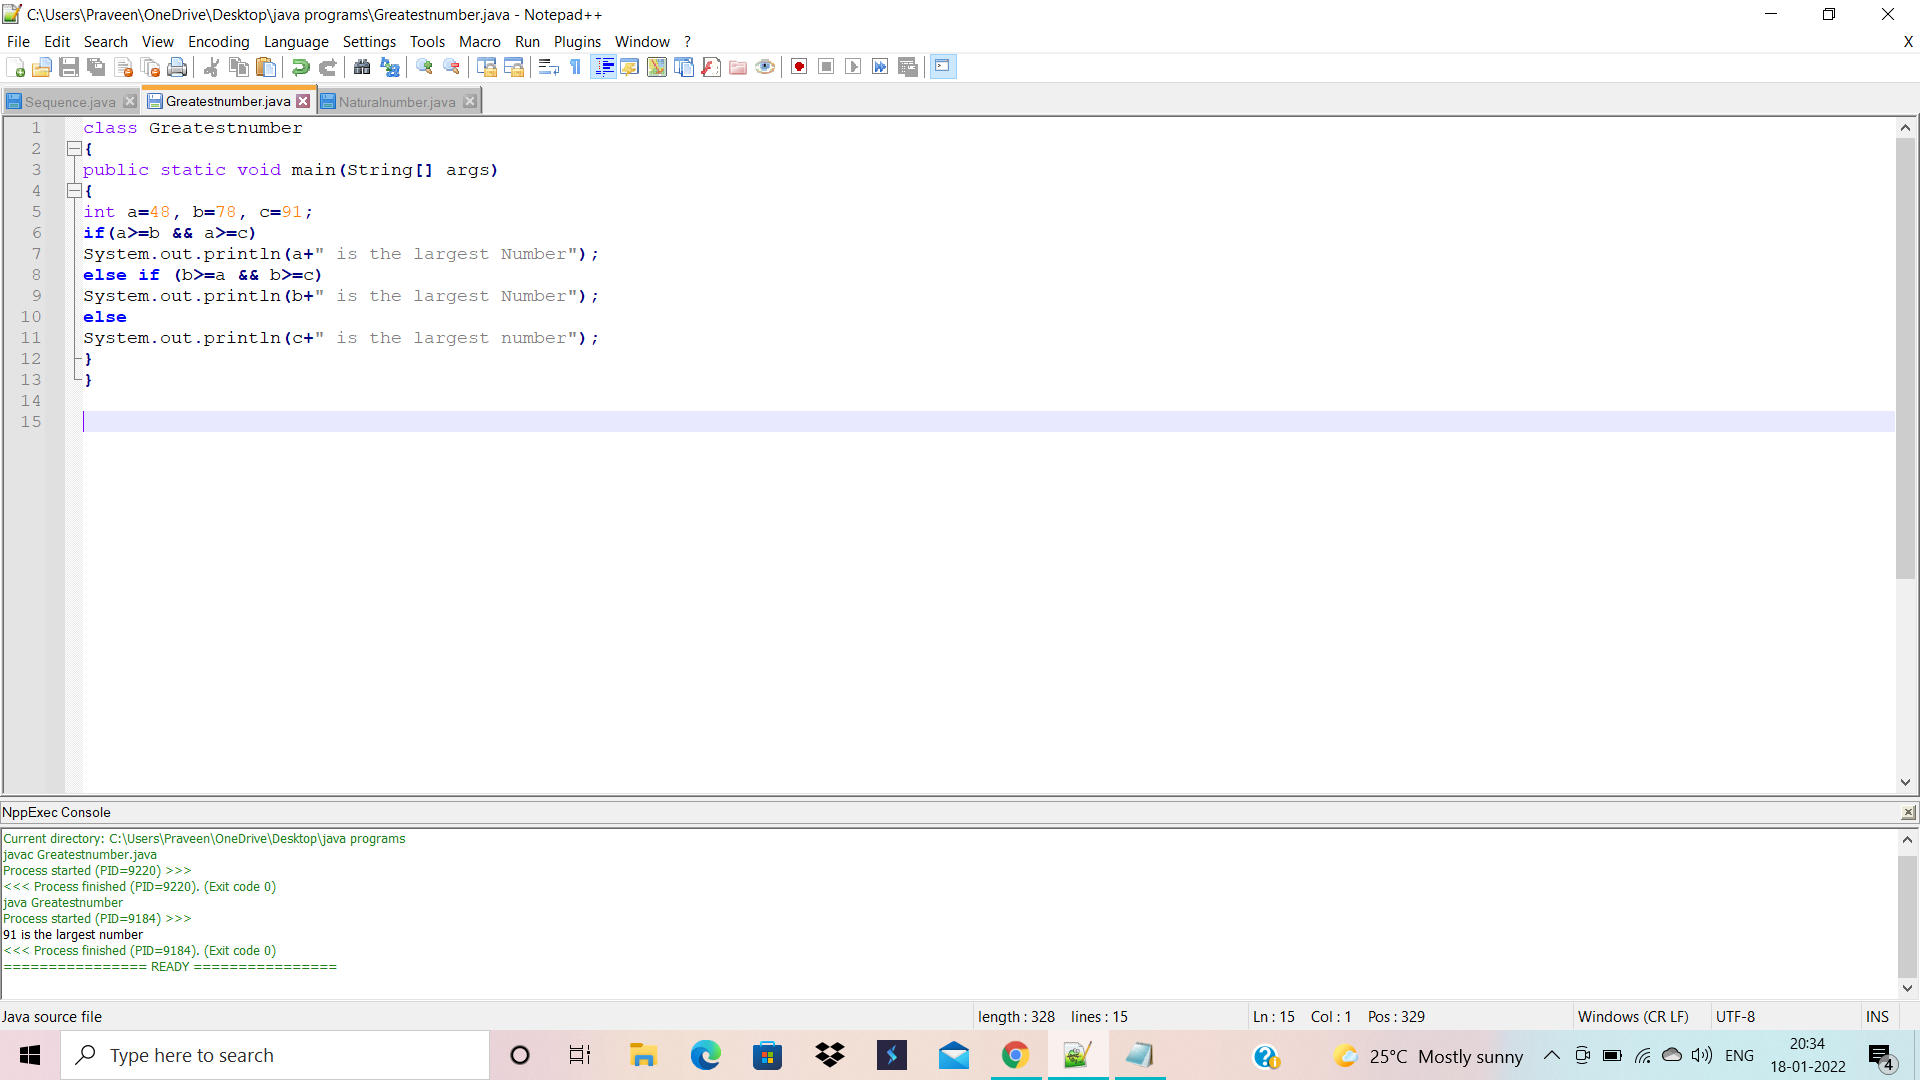 C:\Users\Praveen\OneDrive\Desktop\java programs\Greatestnumber.java - Notepad++
File Edit Search View Encoding Language Settings Tools Macro Run Plugins Window ? X
Sequence.java Greatestnumber.java Naturalnumber.java
1 class Greatestnumber
2 {
3 public static void main(String[] args)
4 {
5 int a=48, b=78, c=91;
6 if(a>=b && a>=c)
7 System.out.println(a+" is the largest Number");
8 else if (b>=a && b>=c)
9 System.out.println(b+" is the largest Number");
10 else
11 System.out.println(c+" is the largest number");
12 }
13 }
14
15
NppExec Console
Current directory: C:\Users\Praveen\OneDrive\Desktop\java programs
javac Greatestnumber.java
Process started (PID=9220) >>>
<<< Process finished (PID=9220). (Exit code 0)
java Greatestnumber
Process started (PID=9184) >>>
91 is the largest number
<<< Process finished (PID=9184). (Exit code 0)
================ READY ================
Java source file length : 328 lines : 15 Ln : 15 Col : 1 Pos : 329 Windows (CR LF) UTF-8 INS
Type here to search 25°C Mostly sunny ENG 20:34
18-01-2022 4